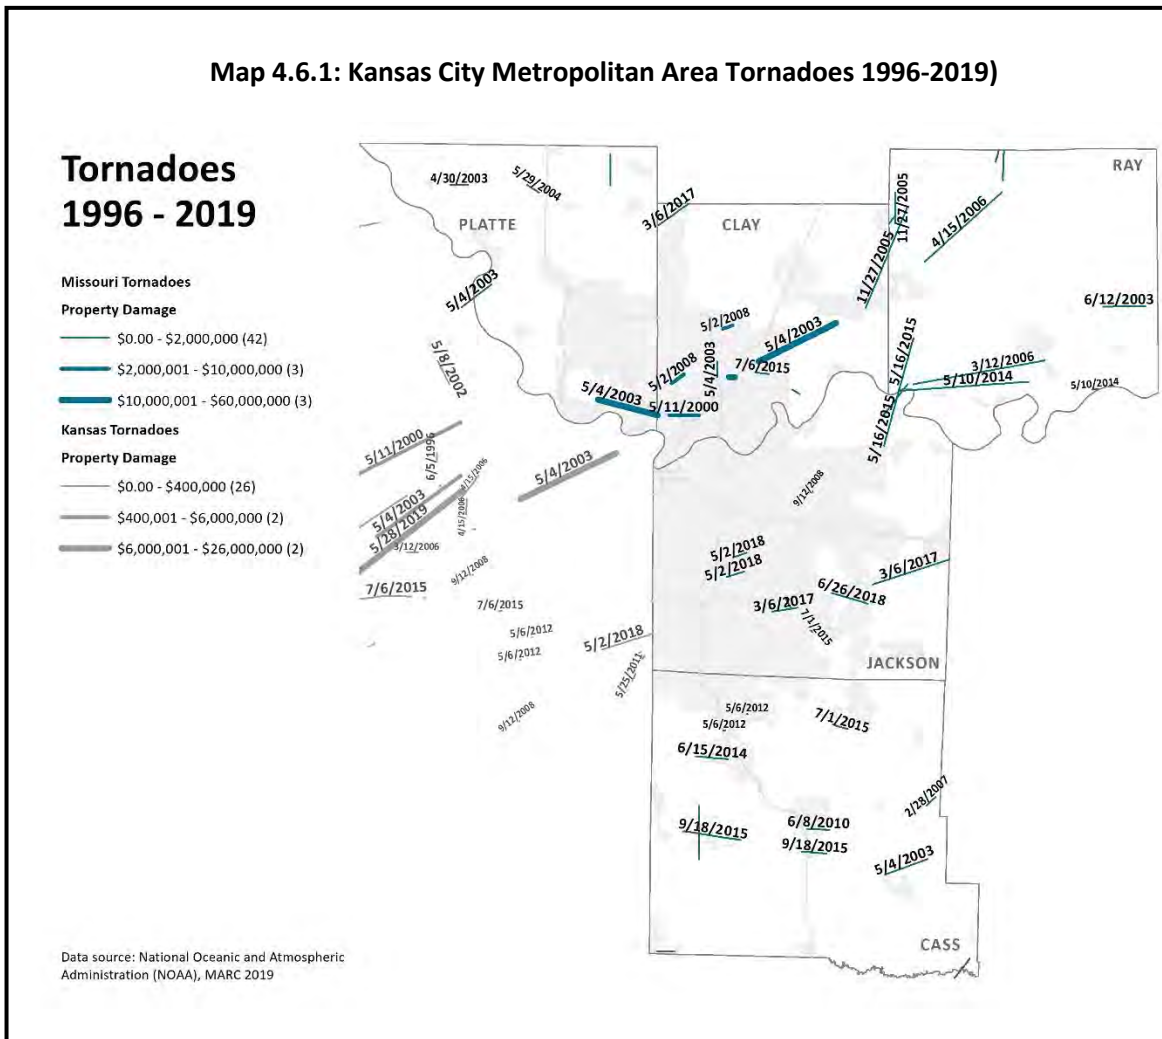 Map 4.6.1: Kansas City Metropolitan Area Tornadoes 1996-2019)
Tornadoes
1996 - 2019
Missouri Tornadoes
Property Damage
$0.00 - $2,000,000 (42)
$2,000,001 - $10,000,000 (3)
$10,000,001 - $60,000,000 (3)
Kansas Tornadoes
Property Damage
$0.00 - $400,000 (26)
$400,001 - $6,000,000 (2)
$6,000,001 - $26,000,000 (2)
4/30/2003
5/29/2004
PLATTE
3/6/2017
CLAY
11/27/2005
11/27/2005
RAY
4/15/2006
5/4/2003
6/12/2003
5/8/2002
5/2/2008
5/4/2003
5/2/2008
5/4/2003
7/6/2015
5/16/2015
3/12/2006
5/10/2014
5/10/2014
5/4/2003
5/11/2000
5/16/2015
5/11/2000
6/5/1996
4/15/2006
5/4/2003
9/12/2008
5/4/2003
4/15/2006
5/28/2019
3/12/2006
5/2/2018
5/2/2018
9/12/2008
7/6/2015
3/6/2017
6/26/2018
7/6/2015
3/6/2017
7/1/2015
5/6/2012
5/6/2012
5/2/2018
JACKSON
5/25/2011
9/12/2008
5/6/2012
5/6/2012
7/1/2015
6/15/2014
2/28/2007
9/18/2015
6/8/2010
9/18/2015
5/4/2003
CASS
Data source: National Oceanic and Atmospheric
Administration (NOAA), MARC 2019